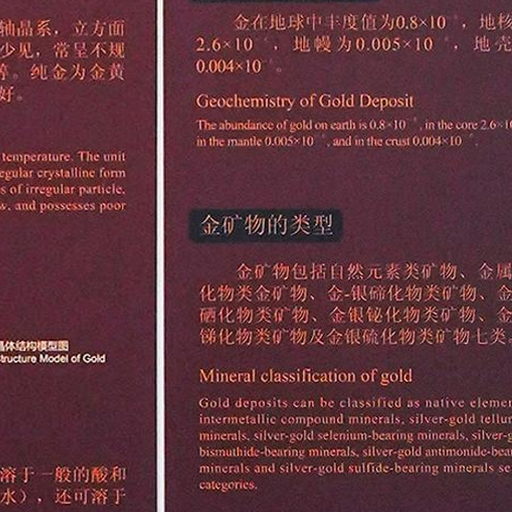 轴晶系，立方面
少见，常呈不规
等。纯金为金黄
好。
temperature. The unit
regular crystalline form
s of irregular particle,
w, and possesses poor
晶体结构模型图
Structure Model of Gold
溶于一般的酸和
水），还可溶于
金在地球中丰度值为0.8×10，地核
2.6×10，地幔为0.005×10，地壳
0.004×10。
Geochemistry of Gold Deposit
The abundance of gold on earth is 0.8×10, in the core 2.6×10
in the mantle 0.005×10, and in the crust 0.004×10.
金矿物的类型
金矿物包括自然元素类矿物、金属
化物类金矿物、金-银碲化物类矿物、金
硒化物类矿物、金银铋化物类矿物、金
锑化物类矿物及金银硫化物类矿物七类。
Mineral classification of gold
Gold deposits can be classified as native elemen
intermetallic compound minerals, silver-gold tellur
minerals, silver-gold selenium-bearing minerals, silver-g
bismuthide-bearing minerals, silver-gold antimonide-bear
minerals and silver-gold sulfide-bearing minerals se
categories.